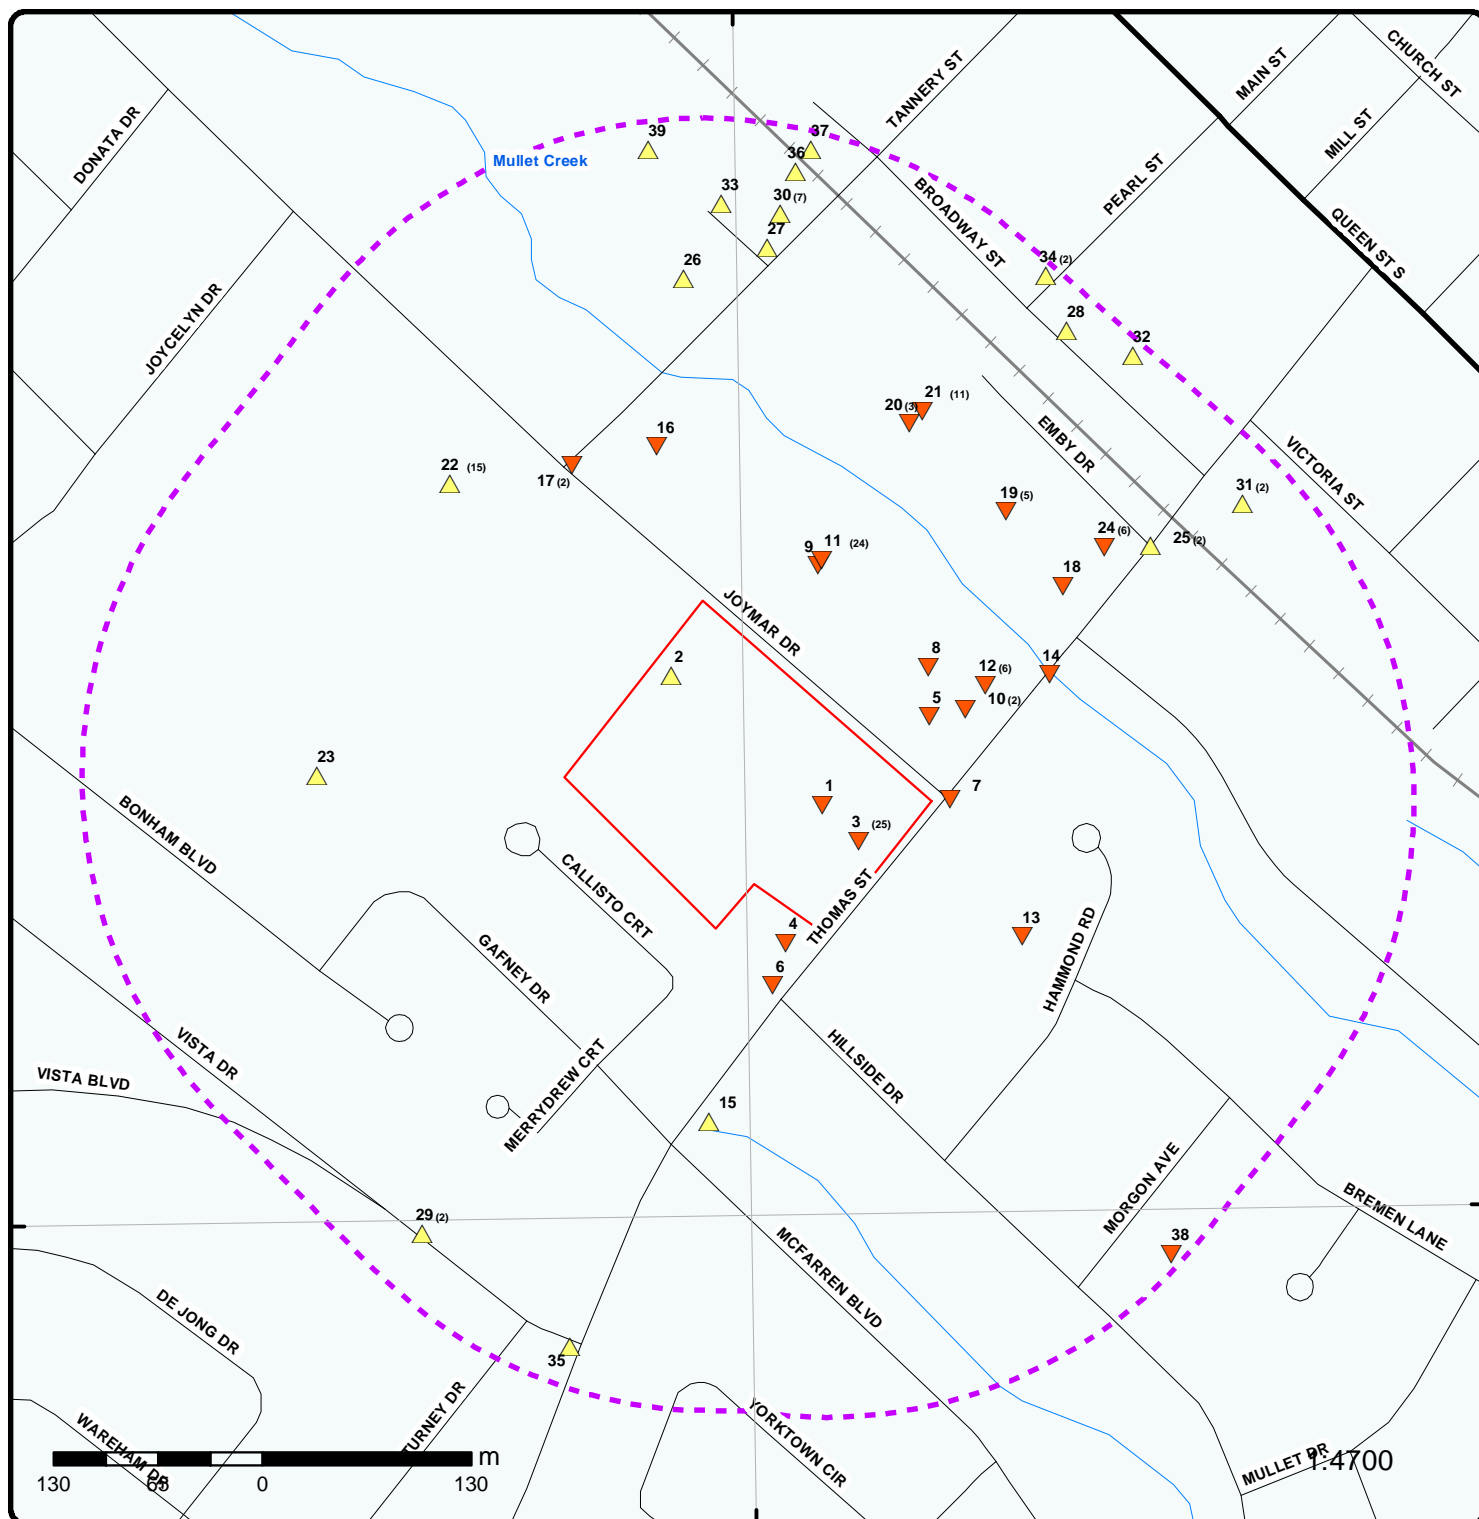 CHURCH ST
MAIN ST
TANNERY ST
MILL ST
DONATA DR
39
37
Mullet Creek
36
PEARL ST
33
30 (7)
BROADWAY ST
QUEEN ST S
27
34 (2)
26
JOYCELYN DR
28
32
21 (11)
20 (3)
16
EMBY DR
VICTORIA ST
22 (15)
17 (2)
31 (2)
19 (5)
24 (6)
25 (2)
9
11 (24)
18
JOYMAR DR
2
8
14
12 (6)
5
10 (2)
23
7
1
3 (25)
BONHAM BLVD
CALLISTO CRT
THOMAS ST
4
13
HAMMOND RD
GAFNEY DR
6
VISTA DR
HILLSIDE DR
VISTA BLVD
MERRYDREW CRT
15
MORGON AVE
BREMEN LANE
29 (2)
38
MCFARREN BLVD
DE JONG DR
35
TURNEY DR
YORKTOWN CIR
WAREHAM DR
MULLET DR
1:4700
m
130
65
0
130